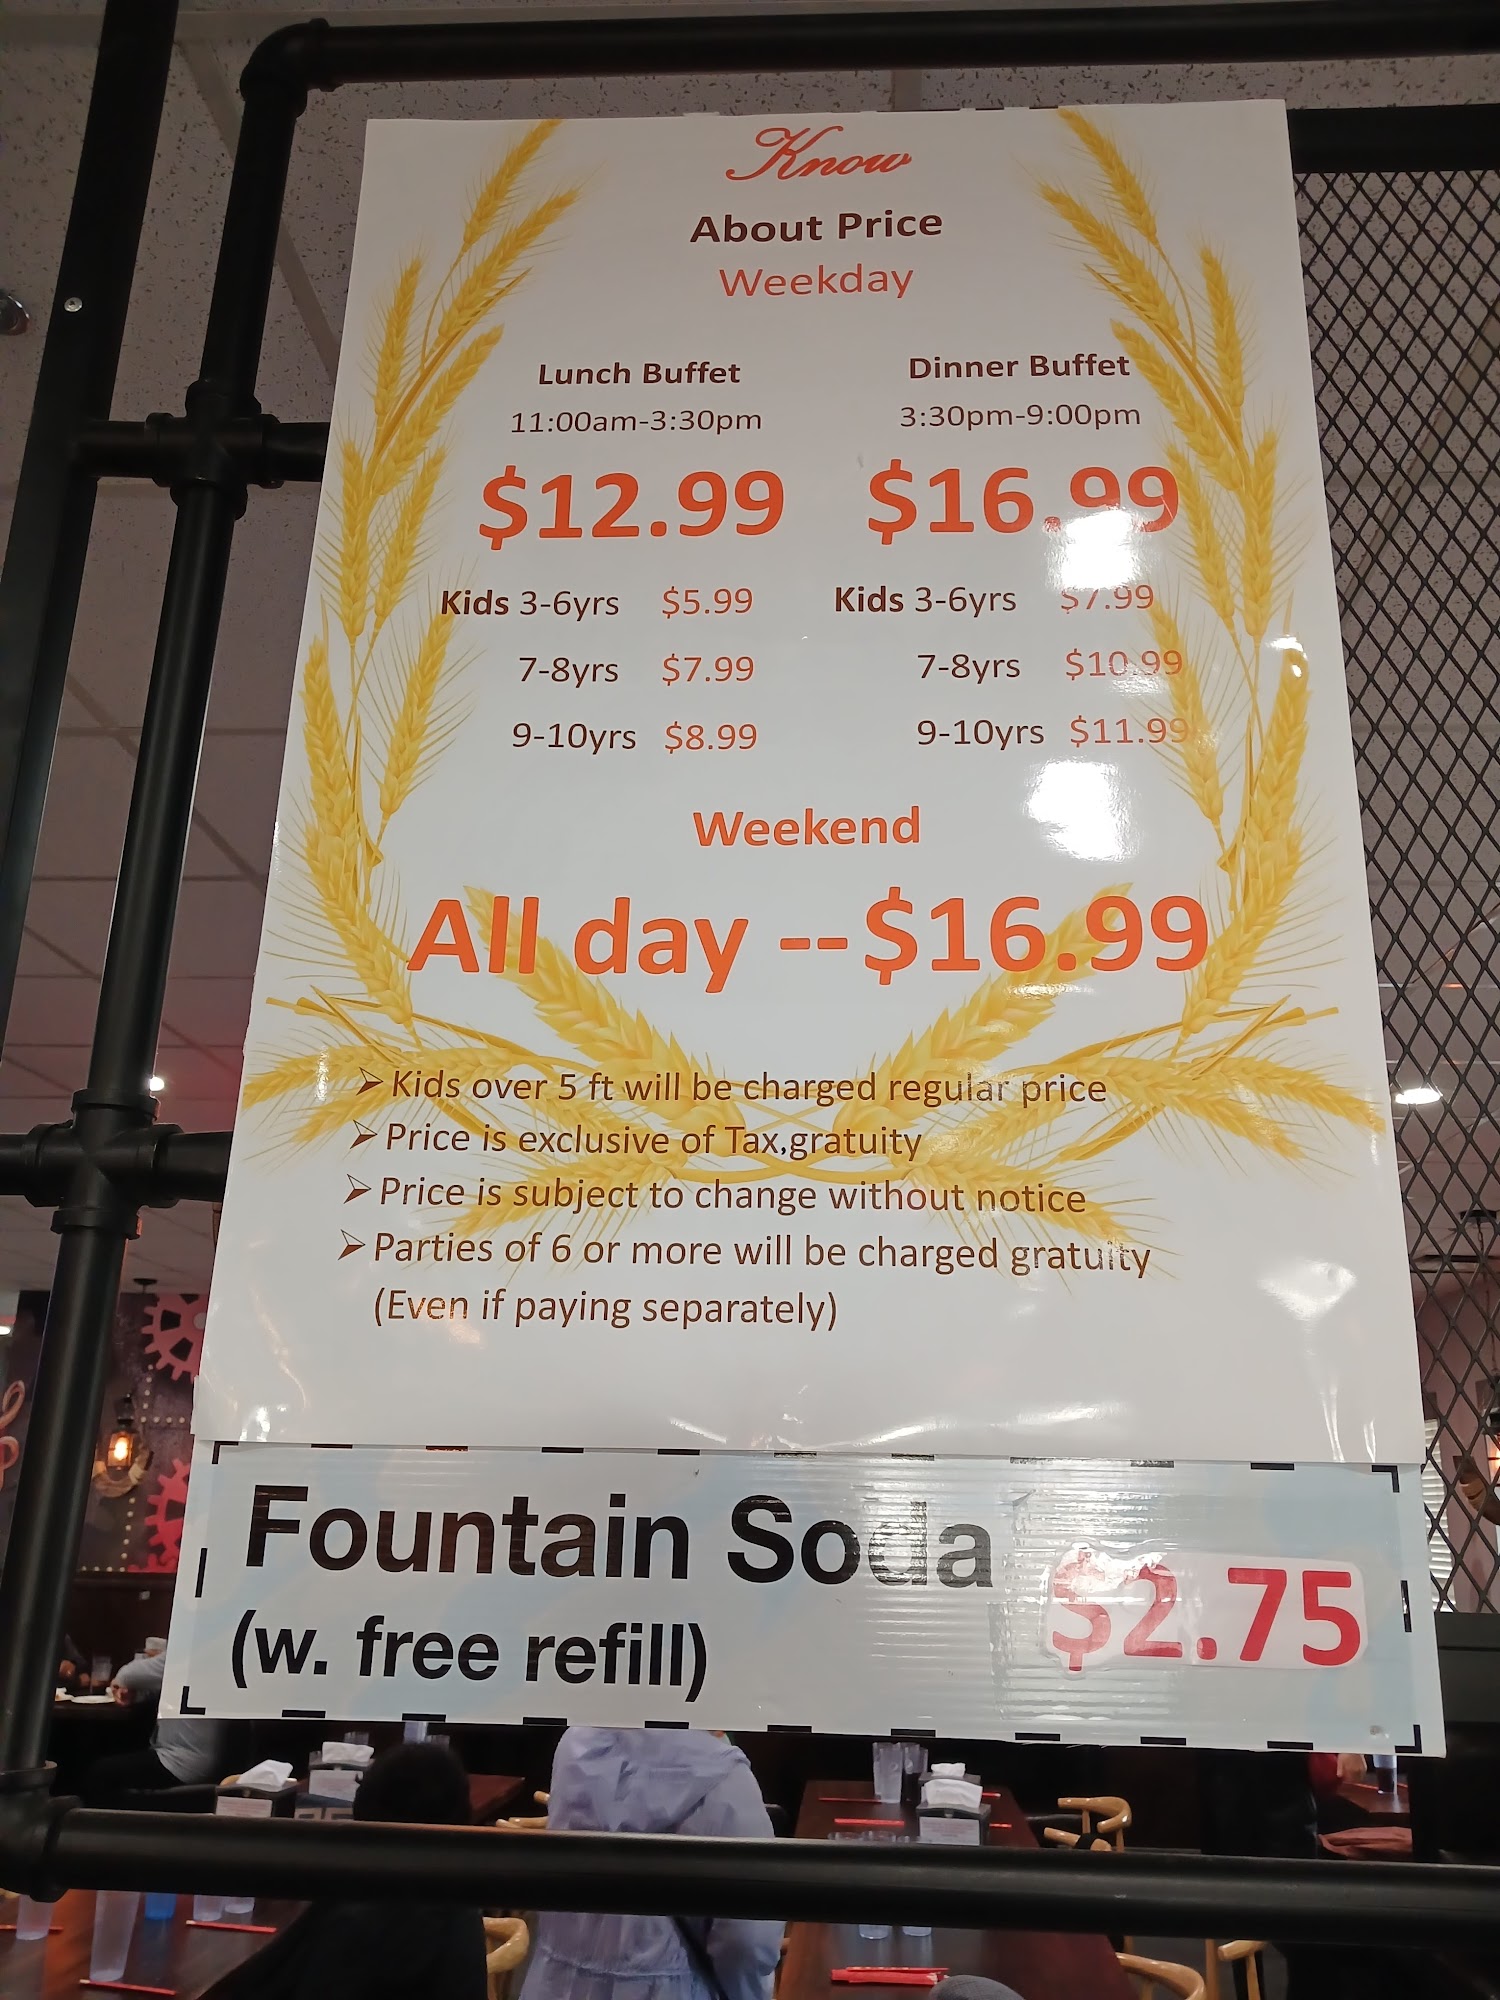 Know
About Price
Weekday
Lunch Buffet
11:00am-3:30pm
$12.99
Kids 3-6yrs $5.99
7-8yrs $7.99
9-10yrs $8.99
Dinner Buffet
3:30pm-9:00pm
$16.99
Kids 3-6yrs $7.99
7-8yrs $10.99
9-10yrs $11.99
Weekend
All day --$16.99
➢ Kids over 5 ft will be charged regular price
➢ Price is exclusive of Tax,gratuity
➢ Price is subject to change without notice
➢ Parties of 6 or more will be charged gratuity
(Even if paying separately)
Fountain Soda $2.75
(w. free refill)